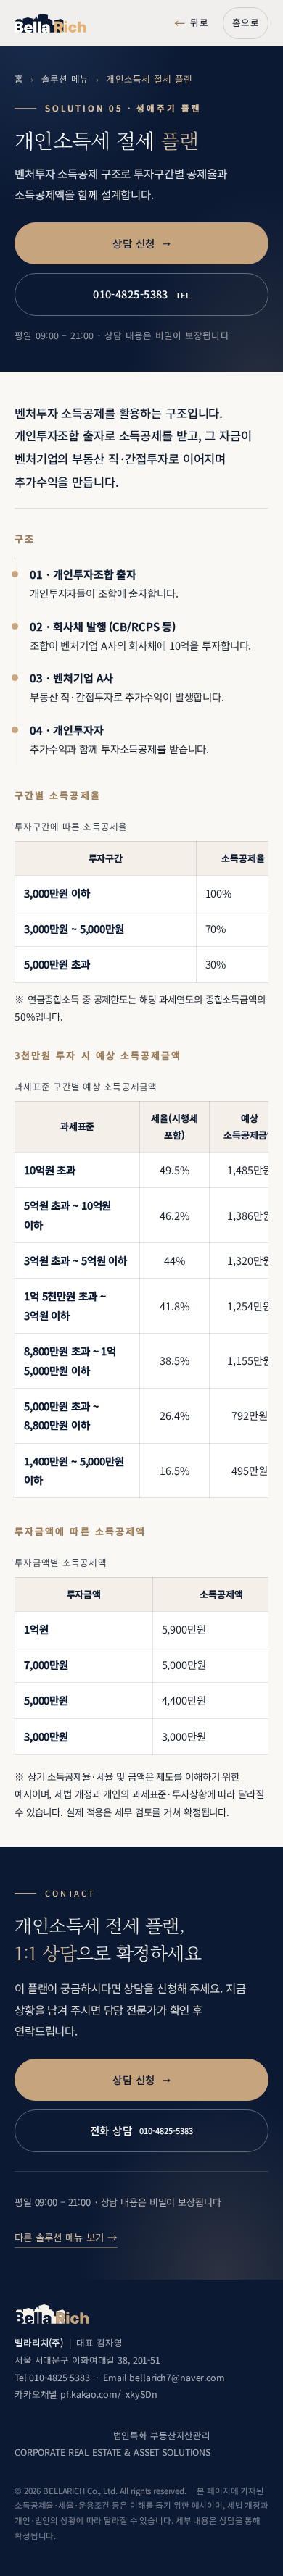 Bella Rich
← 뒤로
홈으로
홈 › 솔루션 메뉴 › 개인소득세 절세 플랜
SOLUTION 05 · 생애주기 플랜
개인소득세 절세 플랜
벤처투자 소득공제 구조로 투자구간별 공제율과
소득공제액을 함께 설계합니다.
상담 신청 →
010-4825-5383 TEL
평일 09:00 – 21:00 · 상담 내용은 비밀이 보장됩니다
벤처투자 소득공제를 활용하는 구조입니다.
개인투자조합 출자로 소득공제를 받고, 그 자금이
벤처기업의 부동산 직·간접투자로 이어지며
추가수익을 만듭니다.
구조
01 · 개인투자조합 출자
개인투자자들이 조합에 출자합니다.
02 · 회사채 발행 (CB/RCPS 등)
조합이 벤처기업 A사의 회사채에 10억을 투자합니다.
03 · 벤처기업 A사
부동산 직·간접투자로 추가수익이 발생합니다.
04 · 개인투자자
추가수익과 함께 투자소득공제를 받습니다.
구간별 소득공제율
투자구간에 따른 소득공제율
투자구간 소득공제율
3,000만원 이하 100%
3,000만원 ~ 5,000만원 70%
5,000만원 초과 30%
※ 연금종합소득 중 공제한도는 해당 과세연도의 종합소득금액의
50%입니다.
3천만원 투자 시 예상 소득공제금액
과세표준 구간별 예상 소득공제금액
과세표준 세율(시행세 포함) 예상 소득공제금액
10억원 초과 49.5% 1,485만원
5억원 초과 ~ 10억원 이하 46.2% 1,386만원
3억원 초과 ~ 5억원 이하 44% 1,320만원
1억 5천만원 초과 ~ 3억원 이하 41.8% 1,254만원
8,800만원 초과 ~ 1억 5,000만원 이하 38.5% 1,155만원
5,000만원 초과 ~ 8,800만원 이하 26.4% 792만원
1,400만원 ~ 5,000만원 이하 16.5% 495만원
투자금액에 따른 소득공제액
투자금액별 소득공제액
투자금액 소득공제액
1억원 5,900만원
7,000만원 5,000만원
5,000만원 4,400만원
3,000만원 3,000만원
※ 상기 소득공제율·세율 및 금액은 제도를 이해하기 위한
예시이며, 세법 개정과 개인의 과세표준·투자상황에 따라 달라질
수 있습니다. 실제 적용은 세무 검토를 거쳐 확정됩니다.
CONTACT
개인소득세 절세 플랜,
1:1 상담으로 확정하세요
이 플랜이 궁금하시다면 상담을 신청해 주세요. 지금
상황을 남겨 주시면 담당 전문가가 확인 후
연락드립니다.
상담 신청 →
전화 상담 010-4825-5383
평일 09:00 – 21:00 · 상담 내용은 비밀이 보장됩니다
다른 솔루션 메뉴 보기 →
Bella Rich
벨라리치(주) | 대표 김자영
서울 서대문구 이화여대길 38, 201-51
Tel 010-4825-5383 · Email bellarich7@naver.com
카카오채널 pf.kakao.com/_xkySDn
법인특화 부동산자산관리
CORPORATE REAL ESTATE & ASSET SOLUTIONS
© 2026 BELLARICH Co., Ltd. All rights reserved. | 본 페이지에 기재된
소득공제율·세율·운용조건 등은 이해를 돕기 위한 예시이며, 세법 개정과
개인·법인의 상황에 따라 달라질 수 있습니다. 세부 내용은 상담을 통해
확정됩니다.